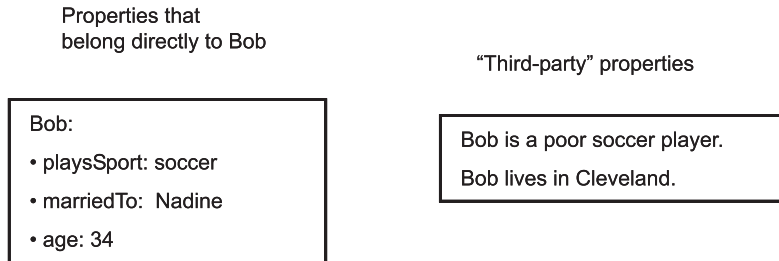 Properties that
belong directly to Bob
“Third-party” properties
Bob:
• playsSport: soccer
• marriedTo: Nadine
• age: 34
Bob is a poor soccer player.
Bob lives in Cleveland.